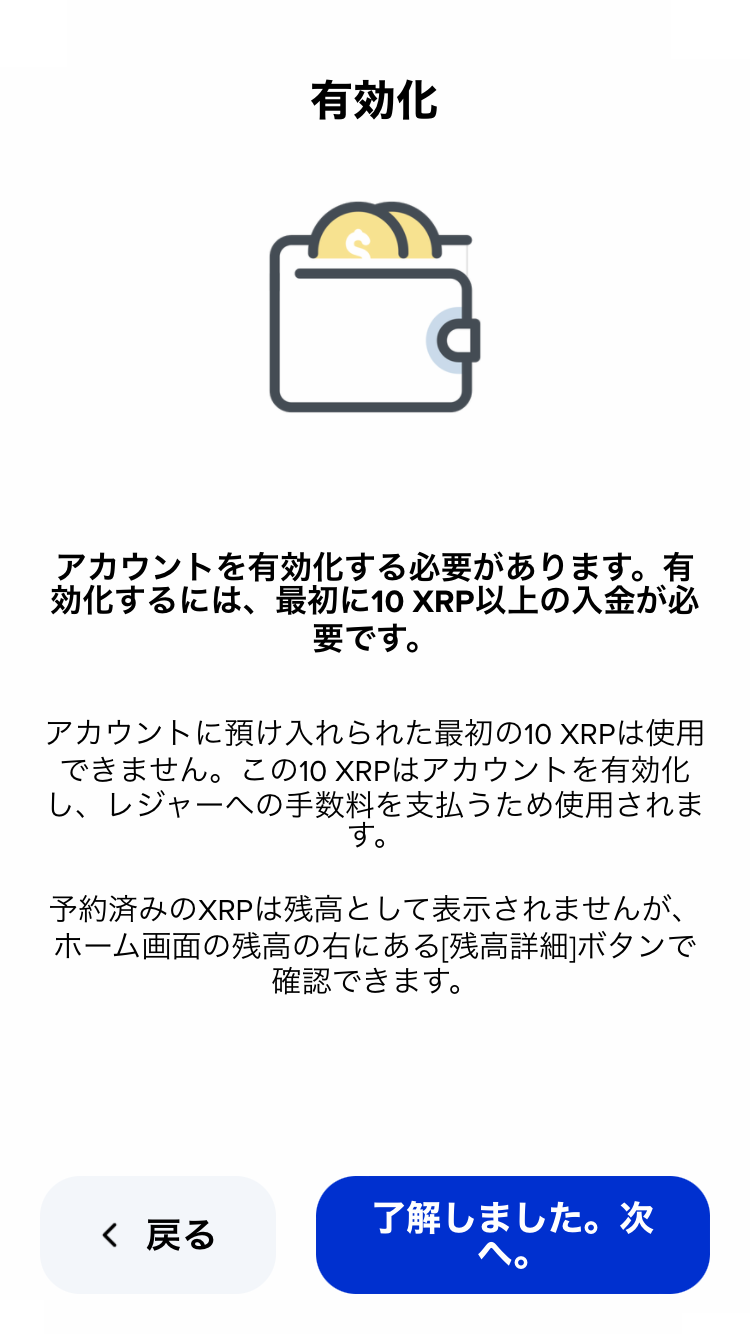 有効化
アカウントを有効化する必要があります。有
効化するには、最初に10 XRP以上の入金が必
要です。
アカウントに預け入れられた最初の10 XRPは使用
できません。この10 XRPはアカウントを有効化
し、レジャーへの手数料を支払うため使用されま
す。
予約済みのXRPは残高として表示されませんが、
ホーム画面の残高の右にある[残高詳細]ボタンで
確認できます。
戻る
了解しました。次
へ。